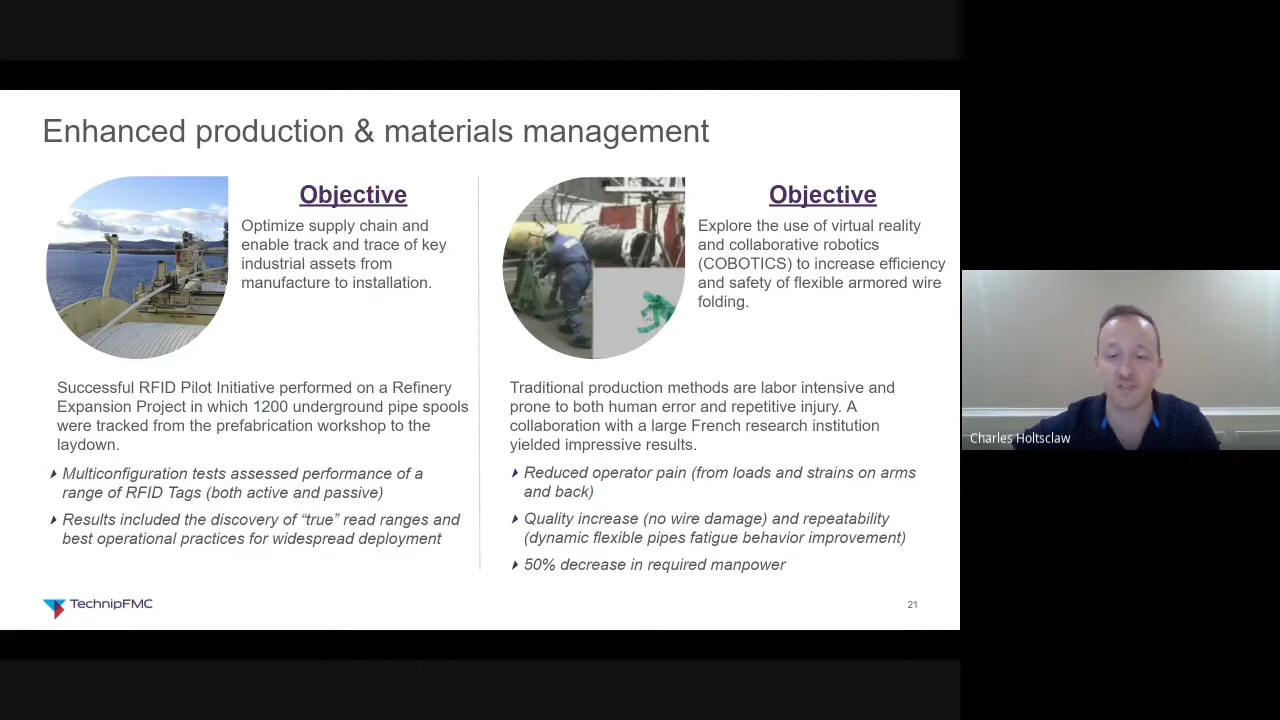 Enhanced production & materials management
Objective
Optimize supply chain and
enable track and trace of key
industrial assets from
manufacture to installation.
Successful RFID Pilot Initiative performed on a Refinery
Expansion Project in which 1200 underground pipe spools
were tracked from the prefabrication workshop to the
laydown.
Multiconfiguration tests assessed performance of a
range of RFID Tags (both active and passive)
Results included the discovery of “true” read ranges and
best operational practices for widespread deployment
Objective
Explore the use of virtual reality
and collaborative robotics
(COBOTICS) to increase efficiency
and safety of flexible armored wire
folding.
Traditional production methods are labor intensive and
prone to both human error and repetitive injury. A
collaboration with a large French research institution
yielded impressive results.
Reduced operator pain (from loads and strains on arms
and back)
Quality increase (no wire damage) and repeatability
(dynamic flexible pipes fatigue behavior improvement)
50% decrease in required manpower
TechnipFMC
21
Charles Holtsclaw